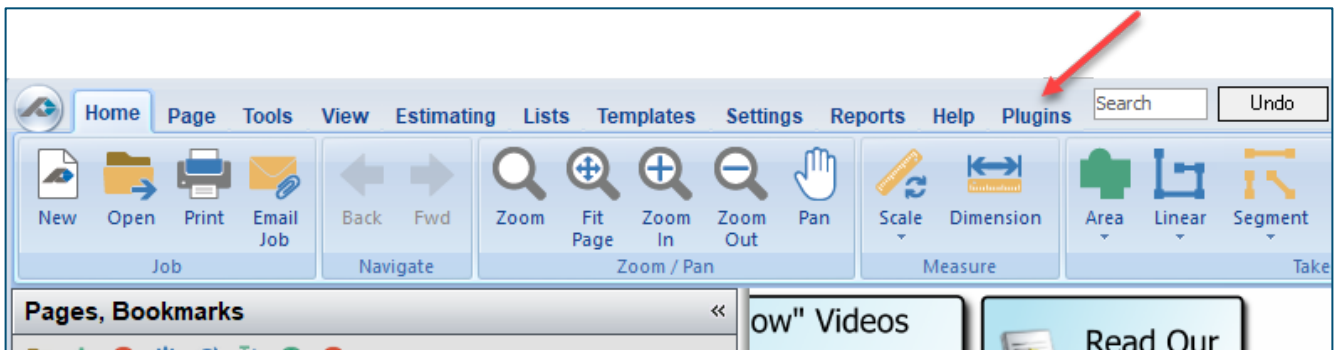 Home Page Tools View Estimating Lists Templates Settings Reports Help Plugins Search Undo
New Open Print Email Job Back Fwd Zoom Fit Page Zoom In Zoom Out Pan Scale Dimension Area Linear Segment
Job Navigate Zoom / Pan Measure Take
Pages, Bookmarks «
ow" Videos
Read Our